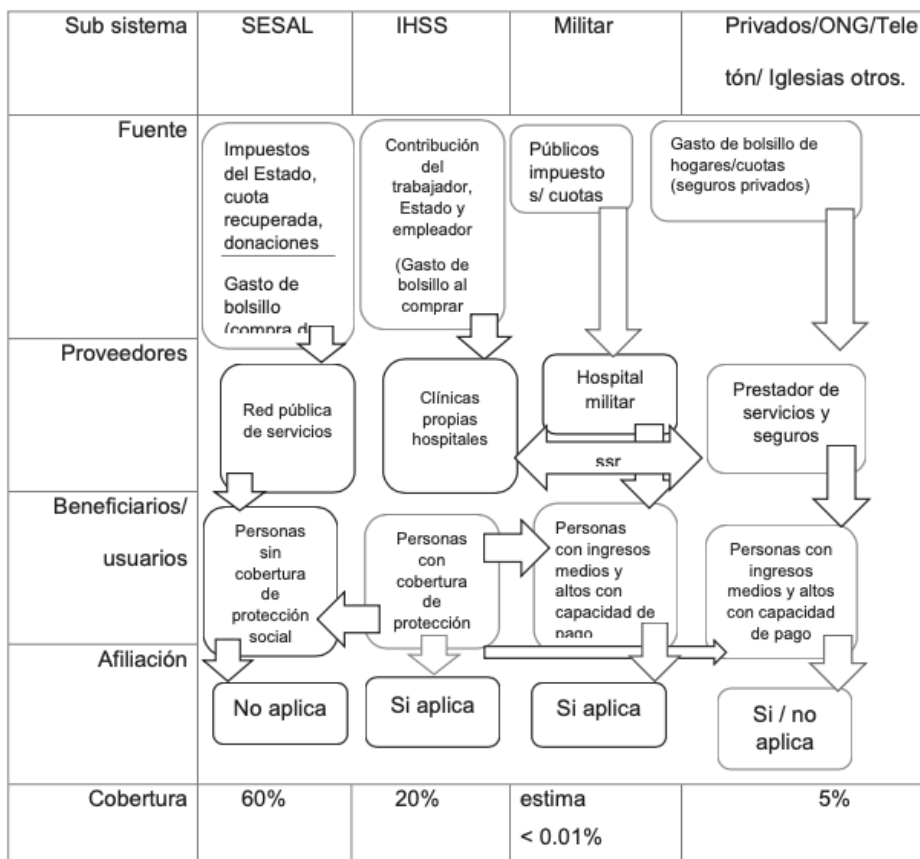 Sub sistema
SESAL
IHSS
Militar
Privados/ONG/Tele
tón/ Iglesias otros.
Fuente
Impuestos
del Estado,
cuota
recuperada,
donaciones
Gasto de
bolsillo
(compra d
Contribución
del
trabajador,
Estado y
empleador
(Gasto de
bolsillo al
comprar
Públicos
impuesto
s/ cuotas
Gasto de bolsillo de
hogares/cuotas
(seguros privados)
Proveedores
Red pública
de servicios
Clínicas
propias
hospitales
Hospital
militar
ssr
Prestador de
servicios y
seguros
Beneficiarios/
usuarios
Personas
sin
cobertura
de
protección
social
Personas
con
cobertura
de
protección
Personas
con ingresos
medios y
altos con
capacidad de
pago
Personas con
ingresos
medios y altos
con capacidad
de pago
Afiliación
No aplica
Si aplica
Si aplica
Si / no
aplica
Cobertura
60%
20%
estima
< 0.01%
5%